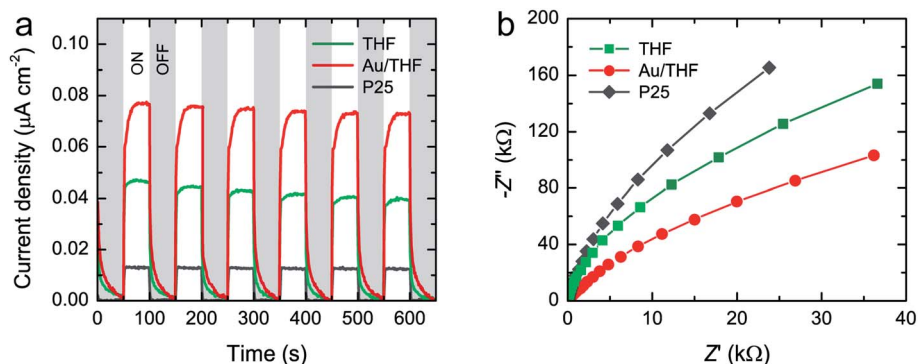 a
Current density (μA cm⁻²)
0.10
0.08
0.06
0.04
0.02
0.00
ON
OFF
THF
Au/THF
P25
0 100 200 300 400 500 600
Time (s)
b
-Z'' (kΩ)
200
160
120
80
40
0
THF
Au/THF
P25
0 10 20 30 40
Z' (kΩ)